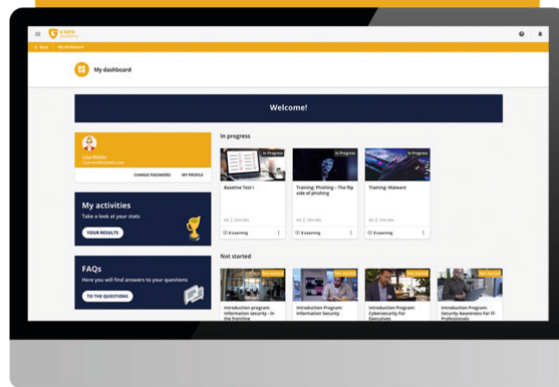 G DATA
academy
Back
My dashboard
My dashboard
Welcome!
Lisa Müller
CHANGE PASSWORD
MY PROFILE
My activities
Take a look at your stats
YOUR RESULTS
FAQs
Here you will find answers to your questions
TO THE QUESTIONS
In progress
In Progress
Baseline Test I
E-Learning
In Progress
Training: Phishing - The flip
side of phishing
E-Learning
In Progress
Training: Malware
E-Learning
Not started
Not started
Introduction program:
Information security - In
the frontline
Not started
Introduction Program:
Information Security
Not started
Introduction Program:
Cybersecurity For
Executives
Not started
Introduction Program:
Security Awareness For IT-
Professionals